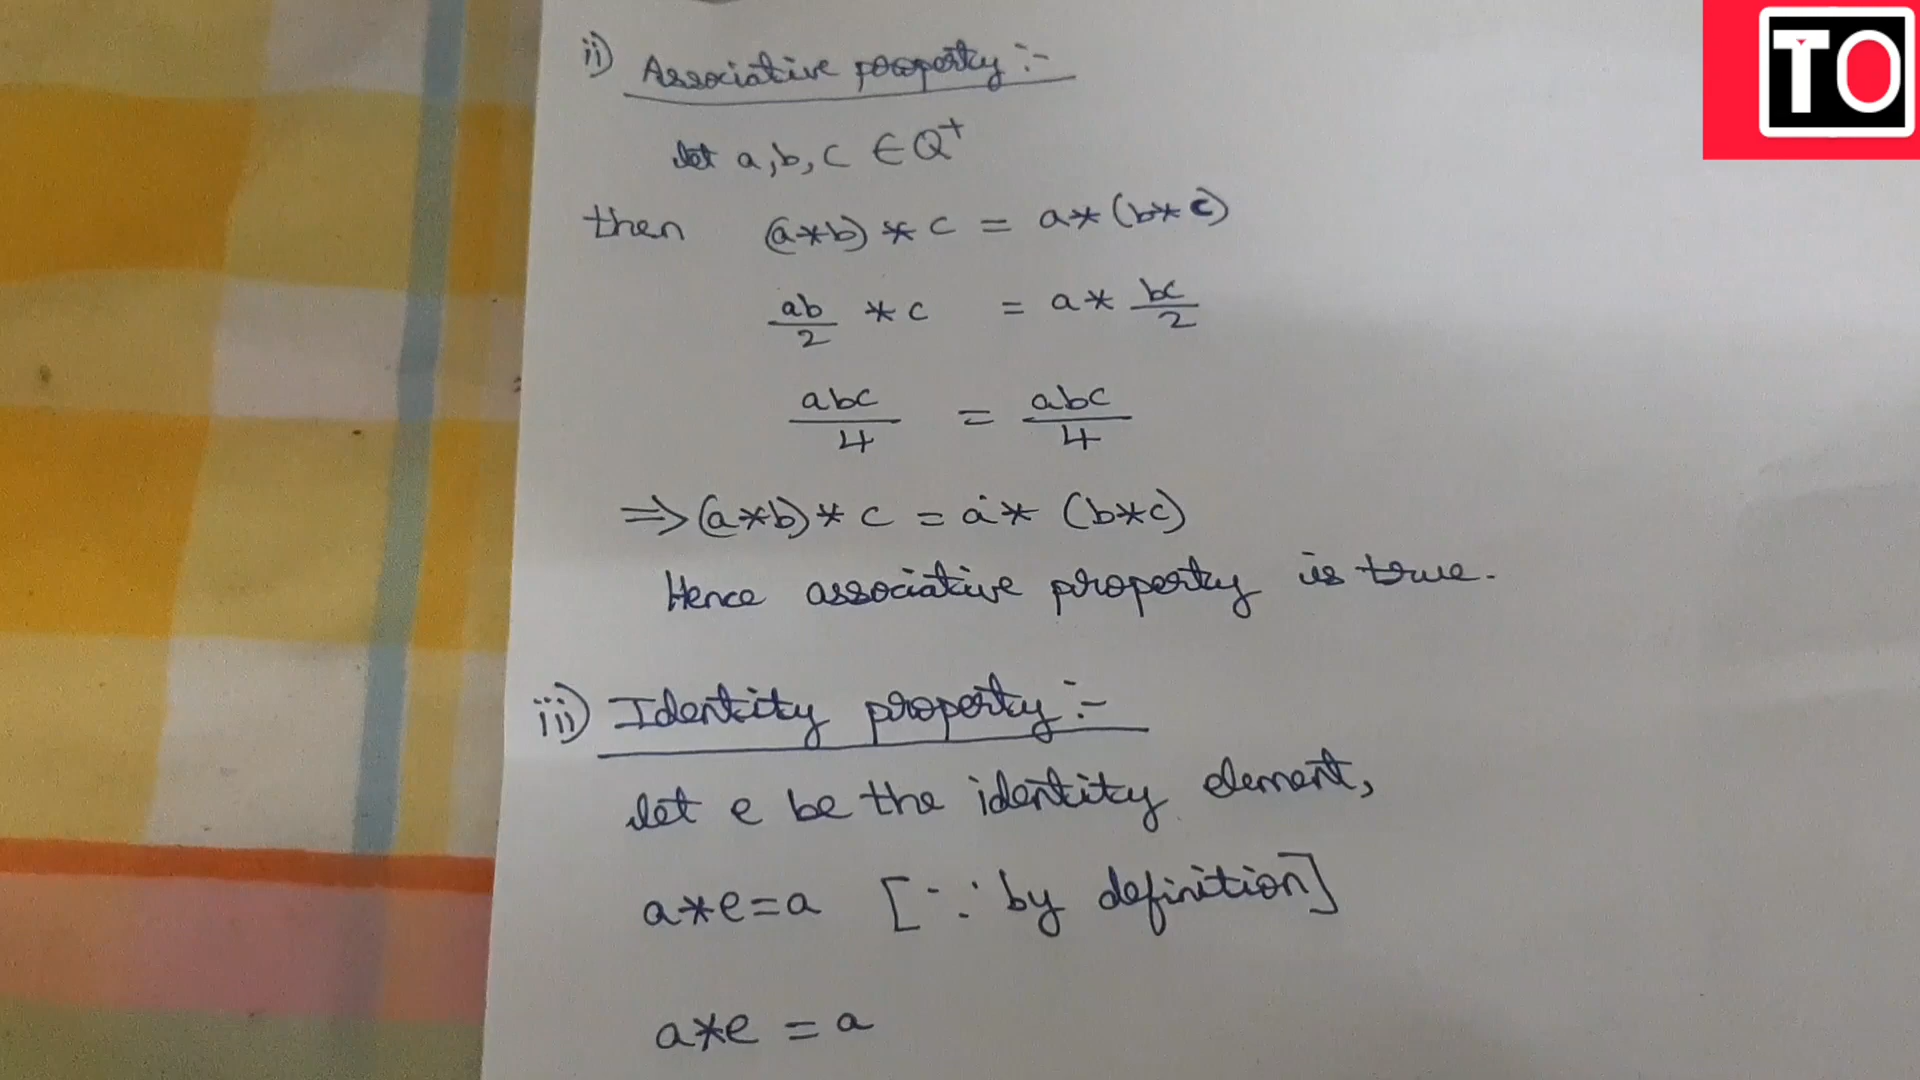 TO
ii) Associative property :-
let a, b, c ∈ Q⁺
then (a*b) * c = a* (b* c)
ab/2 * c = a* bc/2
abc/4 = abc/4
⇒ (a*b) * c = a* (b*c)
Hence associative property is true.
iii) Identity property :-
let e be the identity element,
a*e=a [∵ by definition]
a*e = a